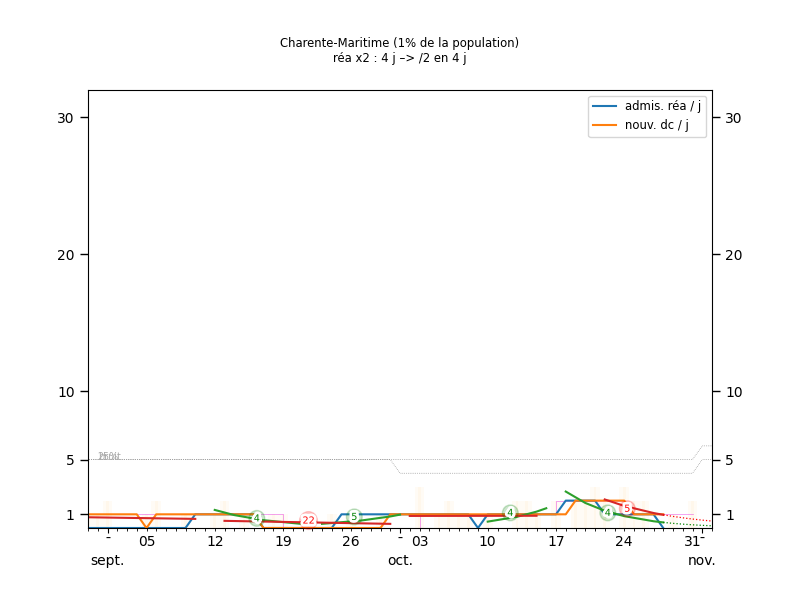 Charente-Maritime (1% de la population)
réa x2 : 4 j –> /2 en 4 j
admis. réa / j
nouv. dc / j
30
30
20
20
10
10
5
5
1
1
4
22
5
4
4
5
- 05 12 19 26 - 03 10 17 24 31 -
sept. oct. nov.